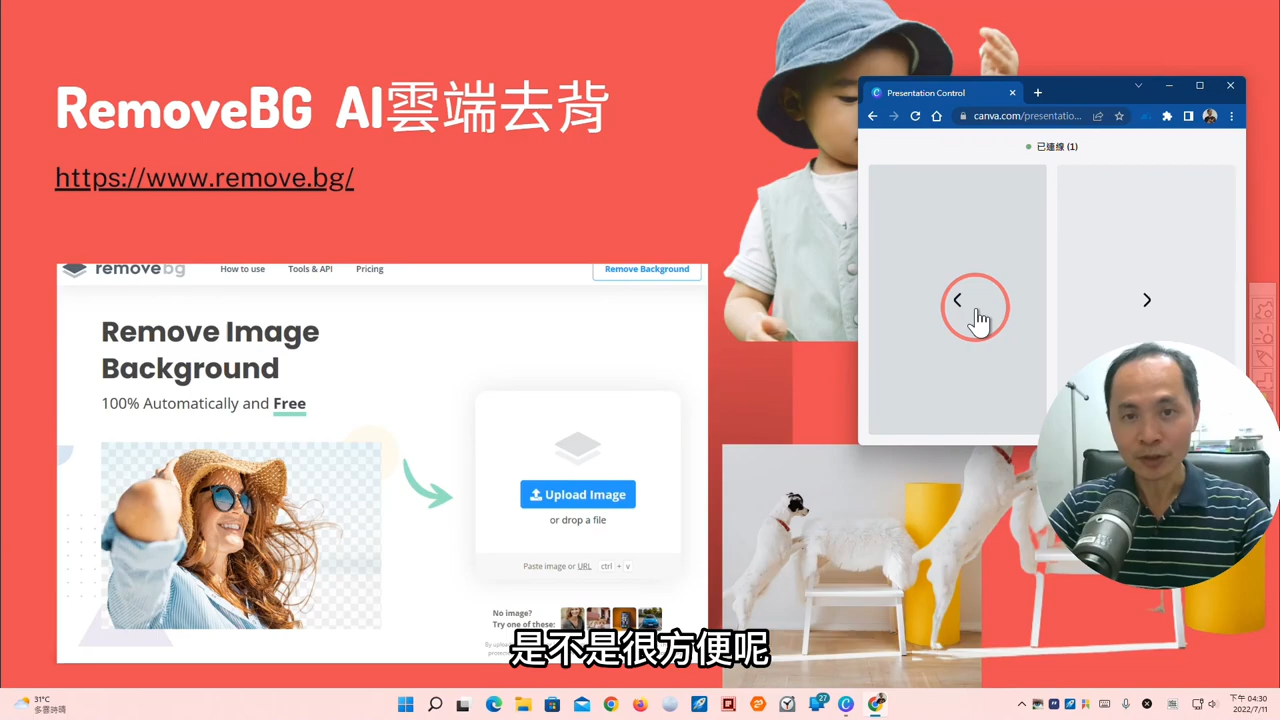 RemoveBG AI雲端去背
https://www.remove.bg/
removebg
How to use
Tools & API
Pricing
Remove Background
Remove Image
Background
100% Automatically and Free
Upload Image
or drop a file
Paste image or URL ctrl + v
No image?
Try one of these:
Presentation Control
canva.com/presentatio...
已連線 (1)
是不是很方便呢
31°C
多雲時晴
27
下午 04:30
2022/7/11